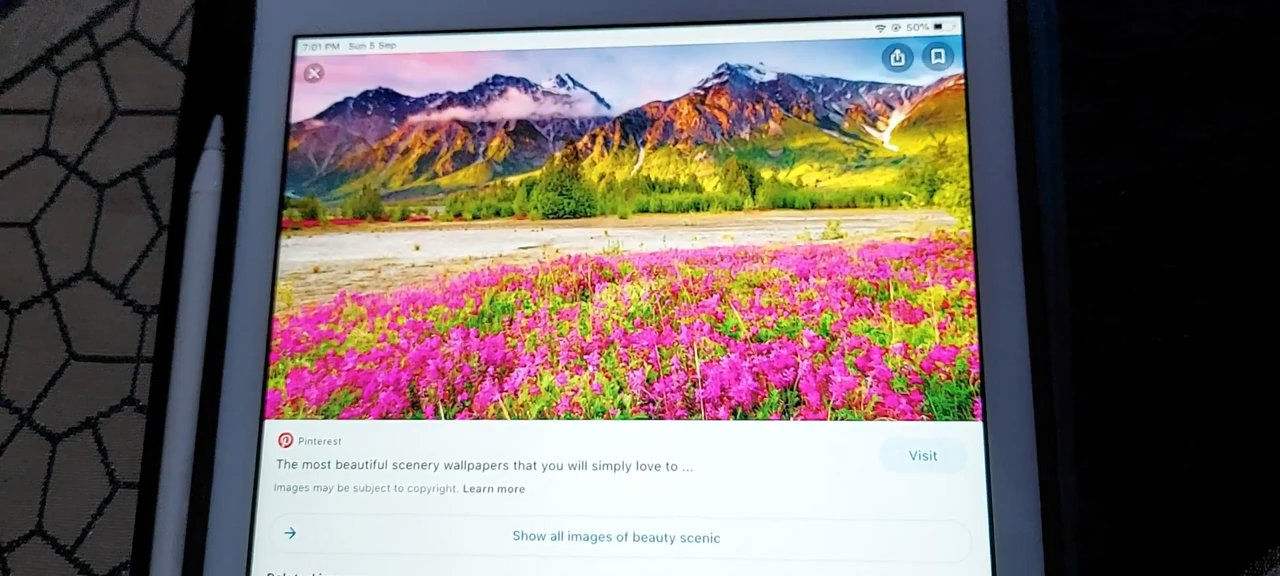 7:01 PM Sun 5 Sep
50%
Pinterest
The most beautiful scenery wallpapers that you will simply love to ...
Visit
Images may be subject to copyright. Learn more
Show all images of beauty scenic